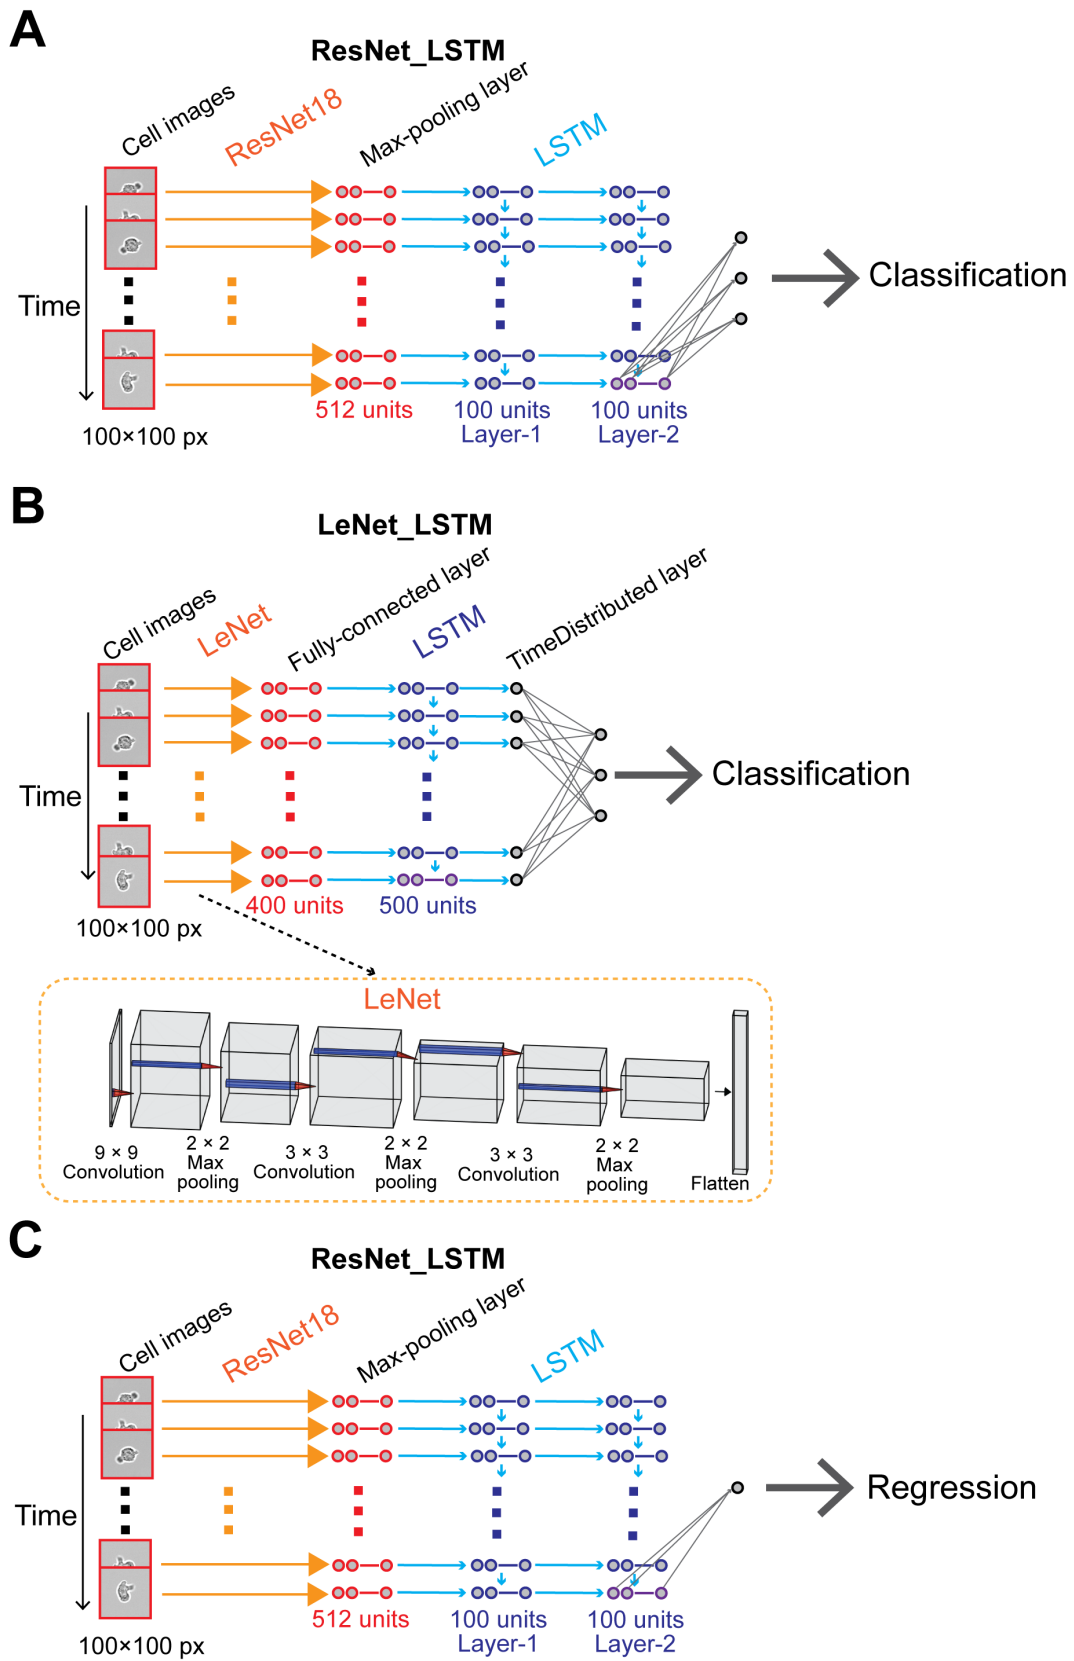 A
ResNet_LSTM
Cell images
ResNet18
Max-pooling layer
LSTM
Time
Classification
512 units
100 units
Layer-1
100 units
Layer-2
100×100 px
B
LeNet_LSTM
Cell images
LeNet
Fully-connected layer
LSTM
TimeDistributed layer
Time
Classification
400 units
500 units
100×100 px
LeNet
9 × 9
Convolution
2 × 2
Max
pooling
3 × 3
Convolution
2 × 2
Max
pooling
3 × 3
Convolution
2 × 2
Max
pooling
Flatten
C
ResNet_LSTM
Cell images
ResNet18
Max-pooling layer
LSTM
Time
Regression
512 units
100 units
Layer-1
100 units
Layer-2
100×100 px